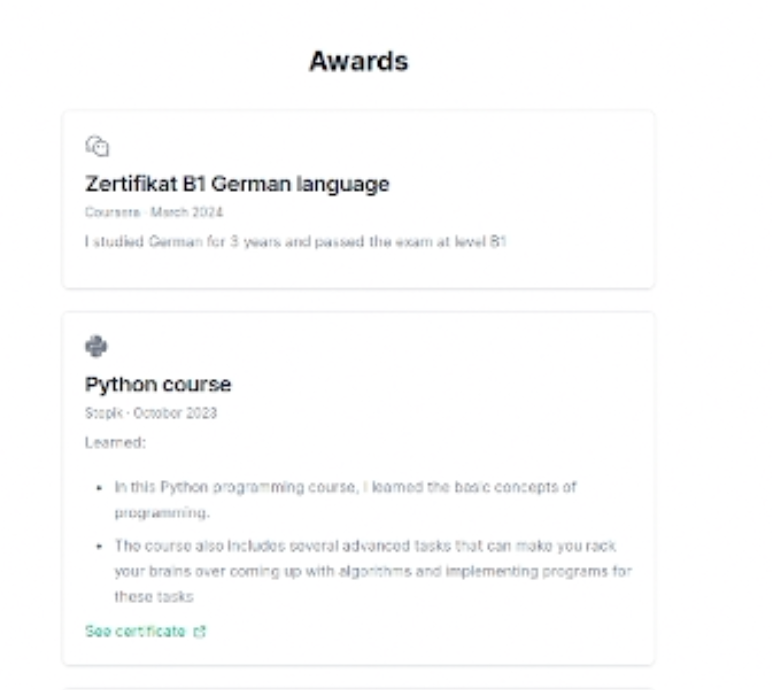 Awards
Zertifikat B1 German language
Coursera · March 2024
I studied German for 3 years and passed the exam at level B1
Python course
Stepik · October 2023
Learned:
• In this Python programming course, I learned the basic concepts of
programming.
• The course also includes several advanced tasks that can make you rack
your brains over coming up with algorithms and implementing programs for
these tasks
See certificate